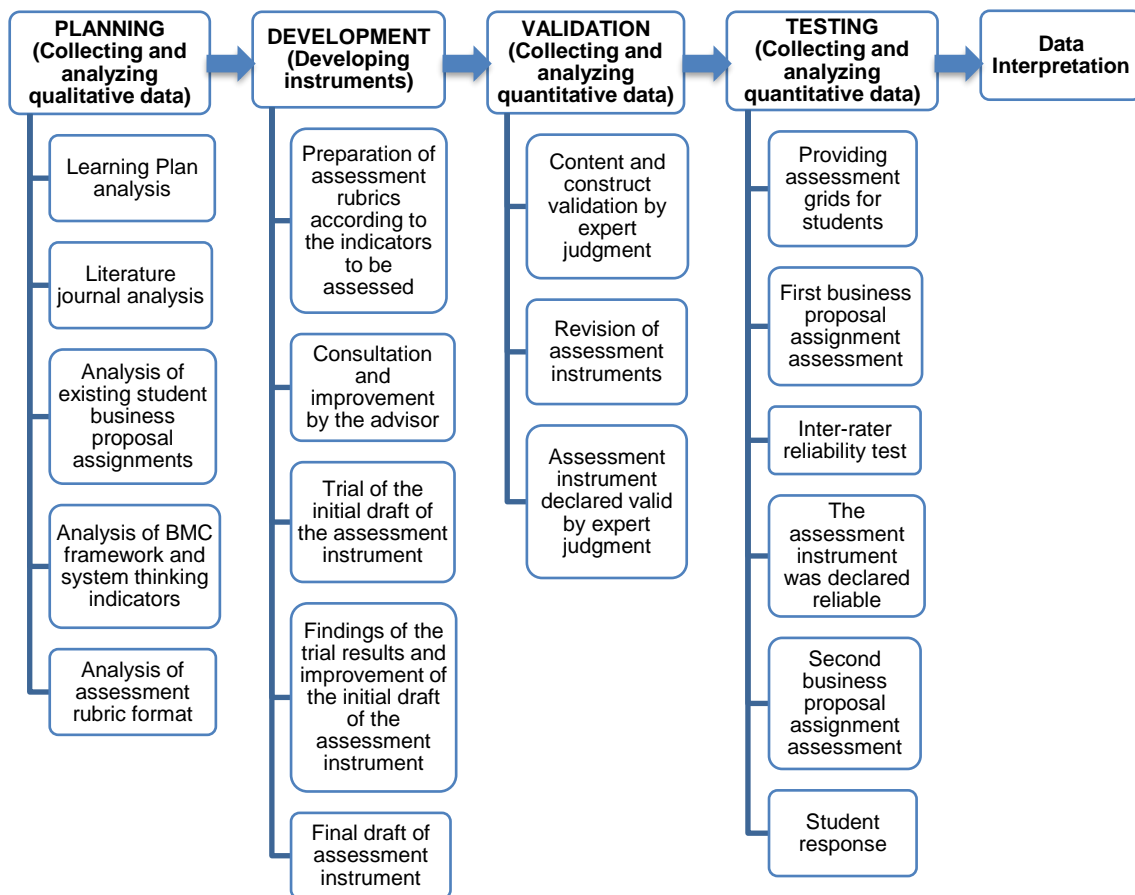 PLANNING
(Collecting and
analyzing
qualitative data)
Learning Plan
analysis
Literature
journal analysis
Analysis of
existing student
business
proposal
assignments
Analysis of BMC
framework and
system thinking
indicators
Analysis of
assessment
rubric format
DEVELOPMENT
(Developing
instruments)
Preparation of
assessment
rubrics
according to
the indicators
to be
assessed
Consultation
and
improvement
by the advisor
Trial of the
initial draft of
the assessment
instrument
Findings of the
trial results and
improvement of
the initial draft
of the
assessment
instrument
Final draft of
assessment
instrument
VALIDATION
(Collecting and
analyzing
quantitative data)
Content and
construct
validation by
expert
judgment
Revision of
assessment
instruments
Assessment
instrument
declared valid
by expert
judgment
TESTING
(Collecting and
analyzing
quantitative data)
Providing
assessment
grids for
students
First business
proposal
assignment
assessment
Inter-rater
reliability test
The
assessment
instrument
was declared
reliable
Second
business
proposal
assignment
assessment
Student
response
Data
Interpretation